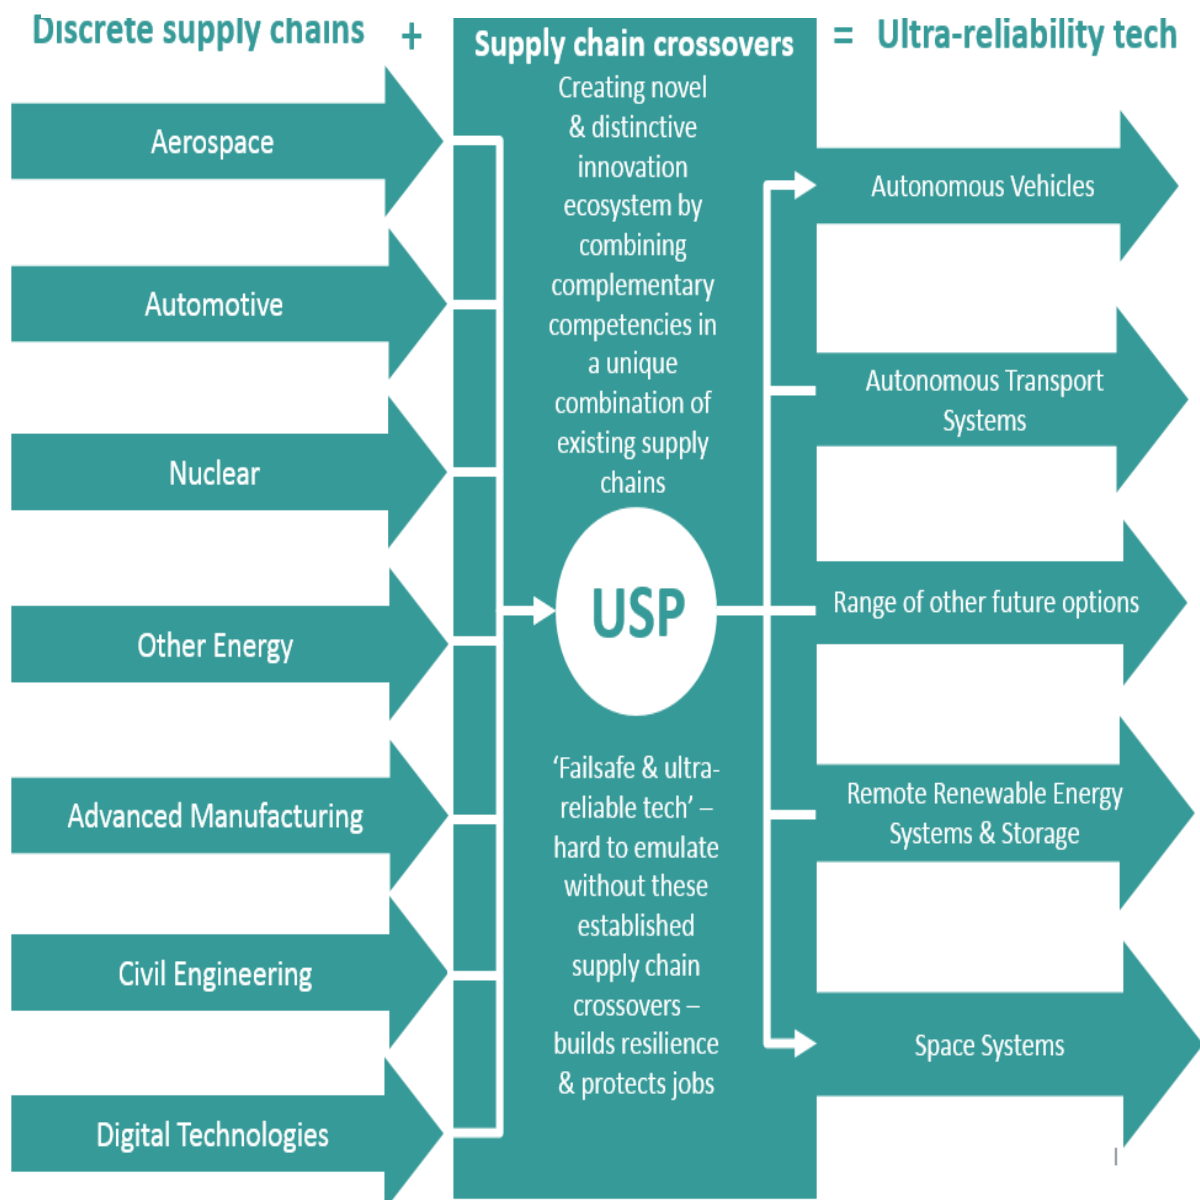 Discrete supply chains
+
Supply chain crossovers
= Ultra-reliability tech
Aerospace
Automotive
Nuclear
Other Energy
Advanced Manufacturing
Civil Engineering
Digital Technologies
Creating novel
& distinctive
innovation
ecosystem by
combining
complementary
competencies in
a unique
combination of
existing supply
chains
USP
‘Failsafe & ultra-
reliable tech’ –
hard to emulate
without these
established
supply chain
crossovers –
builds resilience
& protects jobs
Autonomous Vehicles
Autonomous Transport
Systems
Range of other future options
Remote Renewable Energy
Systems & Storage
Space Systems